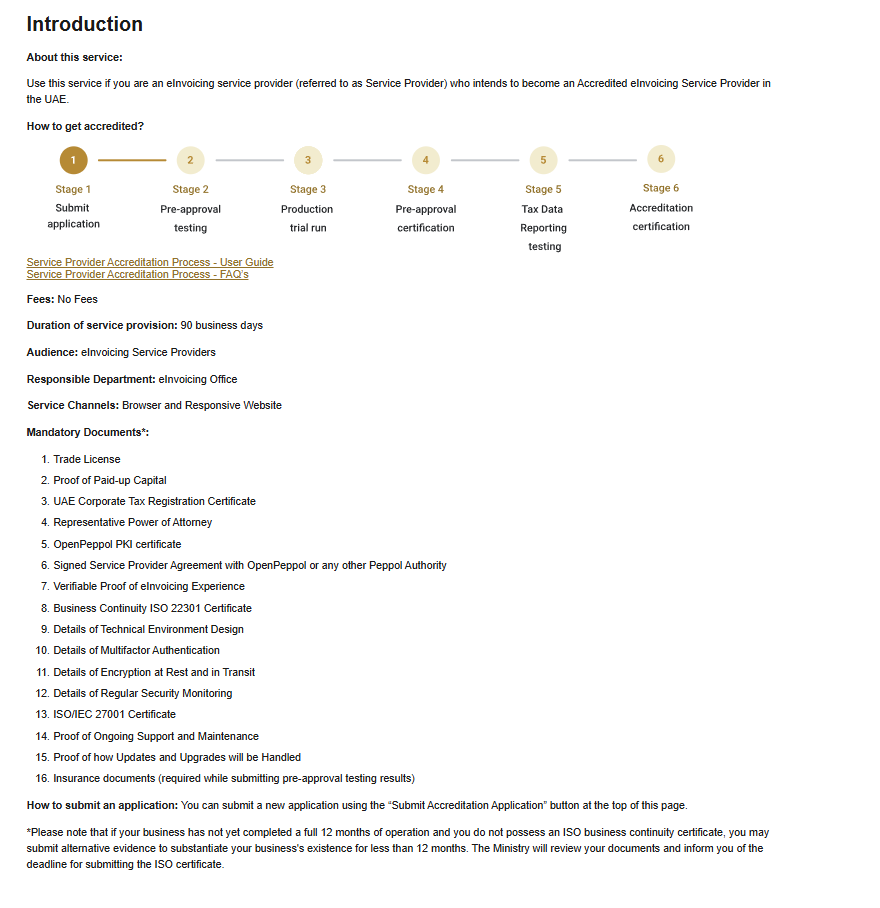 Introduction
About this service:
Use this service if you are an eInvoicing service provider (referred to as Service Provider) who intends to become an Accredited eInvoicing Service Provider in
the UAE.
How to get accredited?
1 2 3 4 5 6
Stage 1 Stage 2 Stage 3 Stage 4 Stage 5 Stage 6
Submit Pre-approval Production Pre-approval Tax Data Accreditation
application testing trial run certification Reporting certification
testing
Service Provider Accreditation Process - User Guide
Service Provider Accreditation Process - FAQ's
Fees: No Fees
Duration of service provision: 90 business days
Audience: eInvoicing Service Providers
Responsible Department: eInvoicing Office
Service Channels: Browser and Responsive Website
Mandatory Documents*:
1. Trade License
2. Proof of Paid-up Capital
3. UAE Corporate Tax Registration Certificate
4. Representative Power of Attorney
5. OpenPeppol PKI certificate
6. Signed Service Provider Agreement with OpenPeppol or any other Peppol Authority
7. Verifiable Proof of eInvoicing Experience
8. Business Continuity ISO 22301 Certificate
9. Details of Technical Environment Design
10. Details of Multifactor Authentication
11. Details of Encryption at Rest and in Transit
12. Details of Regular Security Monitoring
13. ISO/IEC 27001 Certificate
14. Proof of Ongoing Support and Maintenance
15. Proof of how Updates and Upgrades will be Handled
16. Insurance documents (required while submitting pre-approval testing results)
How to submit an application: You can submit a new application using the “Submit Accreditation Application” button at the top of this page.
*Please note that if your business has not yet completed a full 12 months of operation and you do not possess an ISO business continuity certificate, you may
submit alternative evidence to substantiate your business's existence for less than 12 months. The Ministry will review your documents and inform you of the
deadline for submitting the ISO certificate.